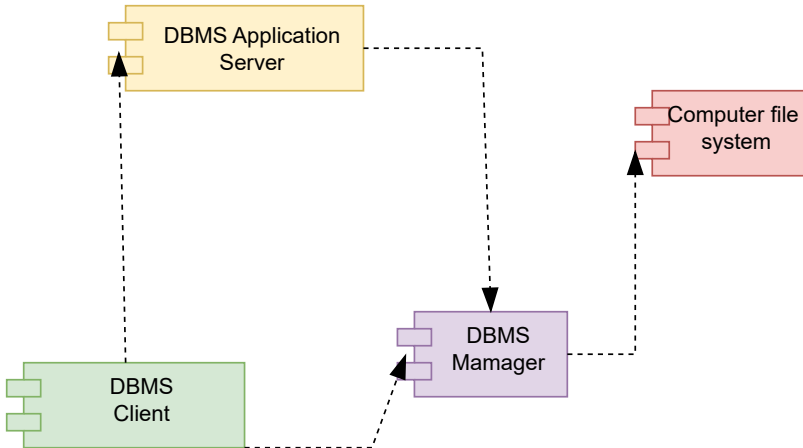 DBMS Application
Server
Computer file
system
DBMS
Mamager
DBMS
Client